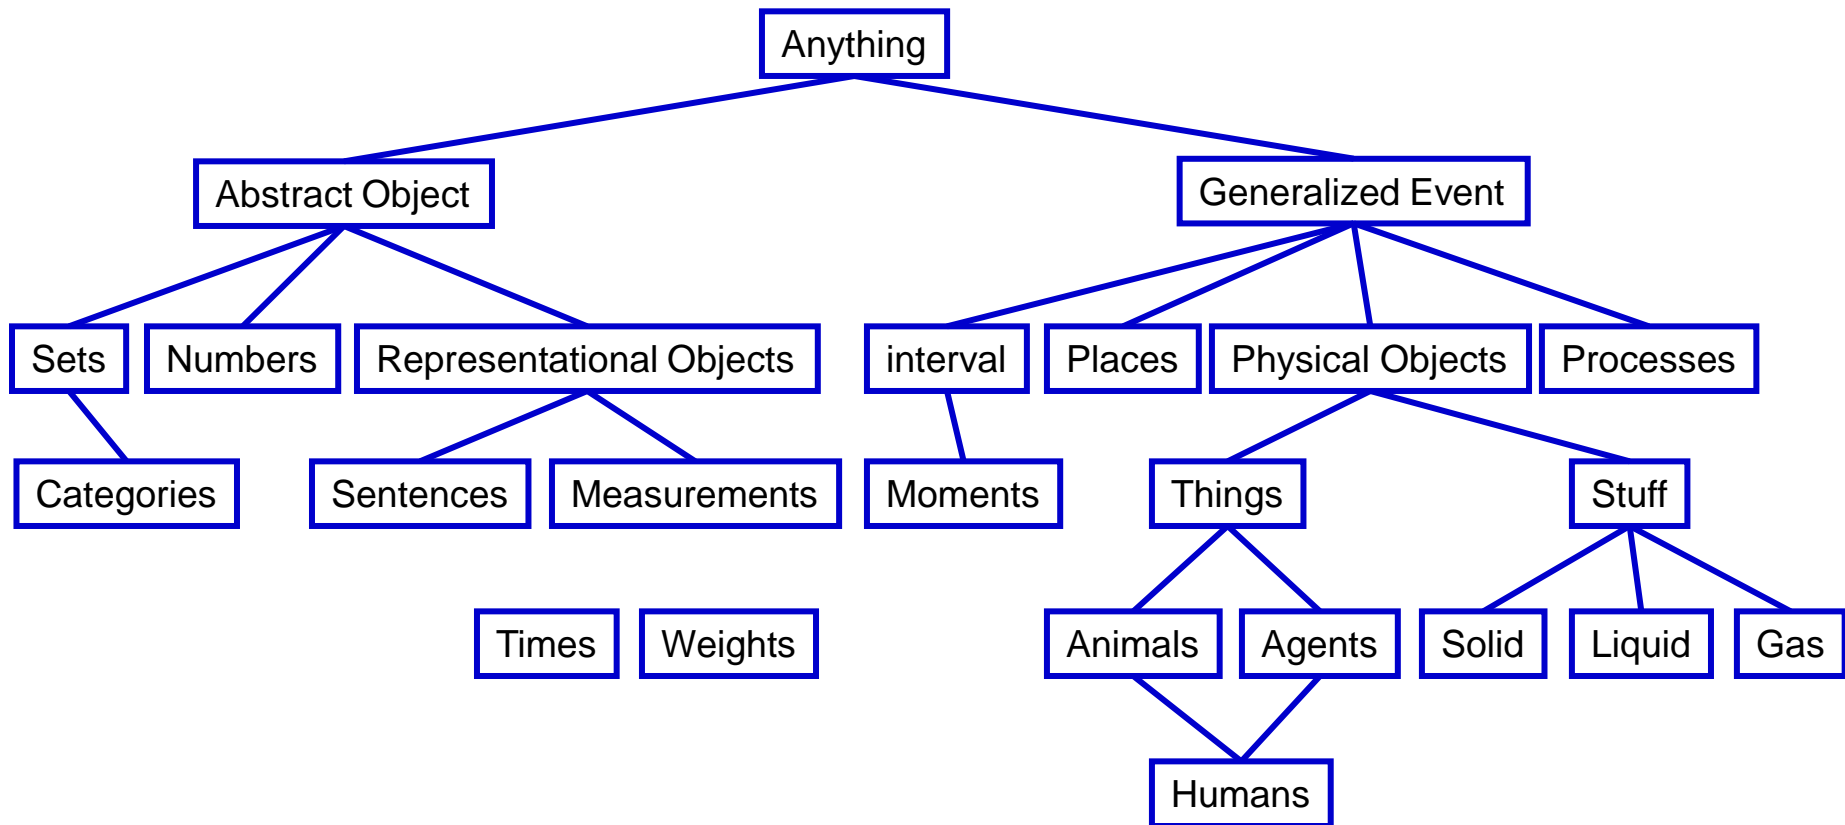 Anything
Abstract Object
Generalized Event
Sets
Numbers
Representational Objects
interval
Places
Physical Objects
Processes
Categories
Sentences
Measurements
Moments
Things
Stuff
Times
Weights
Animals
Agents
Solid
Liquid
Gas
Humans